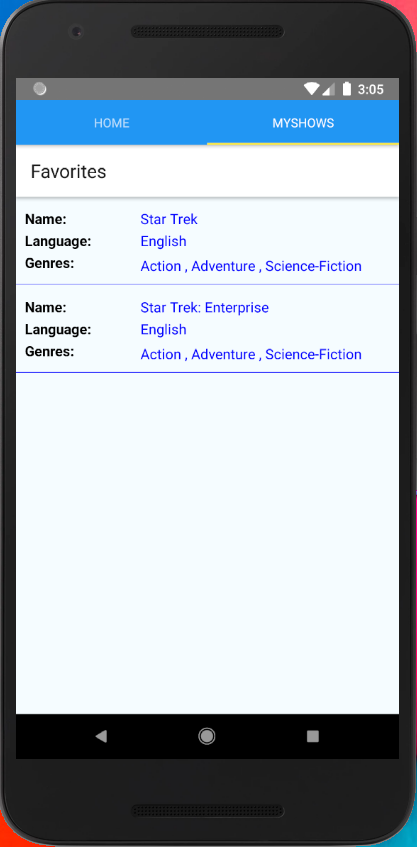 3:05
HOME MYSHOWS
Favorites
Name: Star Trek
Language: English
Genres: Action , Adventure , Science-Fiction
Name: Star Trek: Enterprise
Language: English
Genres: Action , Adventure , Science-Fiction